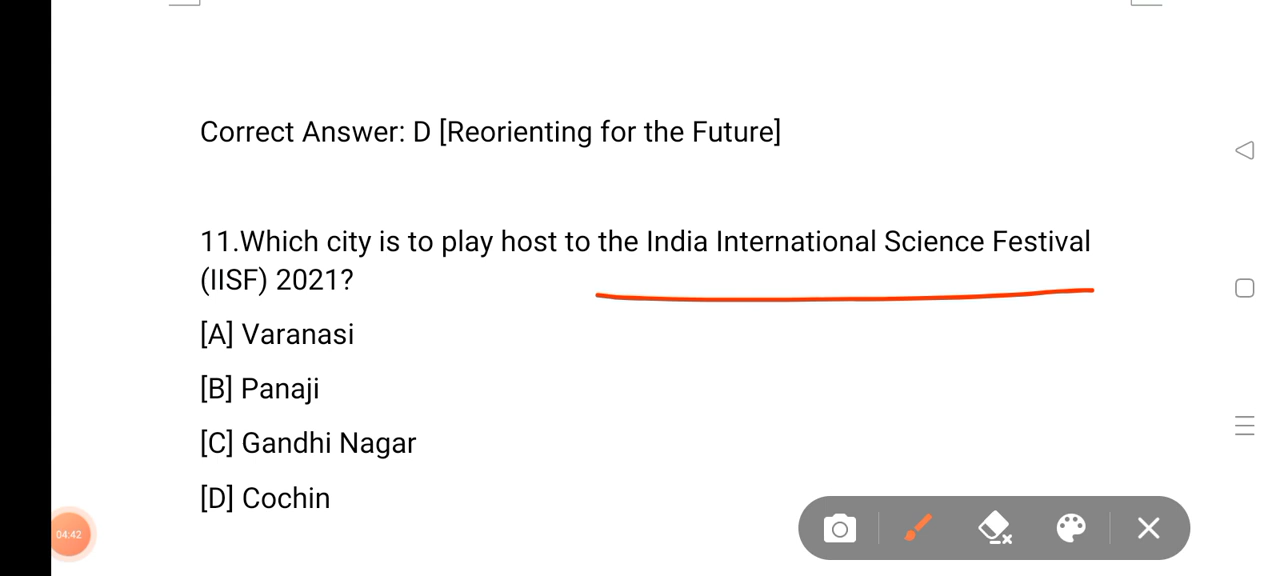 Correct Answer: D [Reorienting for the Future]
11.Which city is to play host to the India International Science Festival
(IISF) 2021?
[A] Varanasi
[B] Panaji
[C] Gandhi Nagar
[D] Cochin
04:42